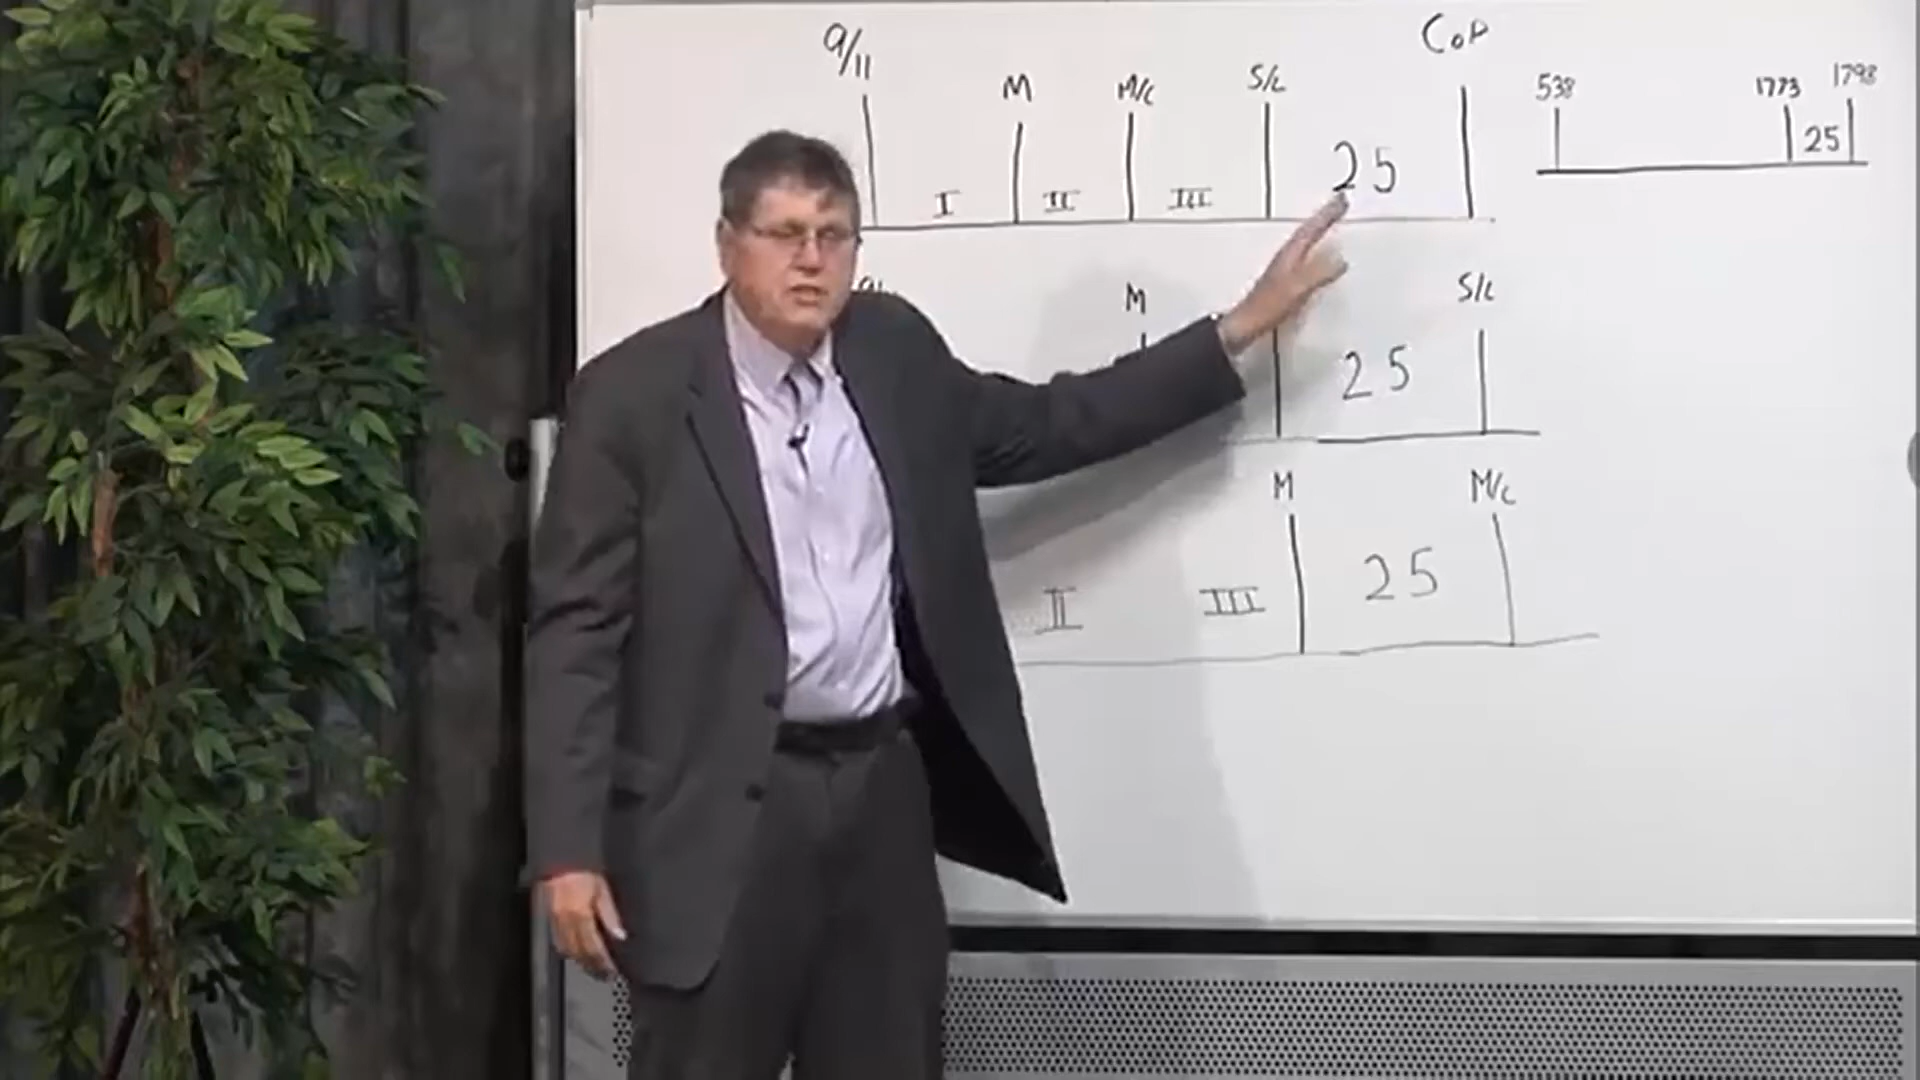 9/11 M M/C S/L CoP
I II III 25
538 1773 1798
25
M S/L
25
M M/C
II III 25